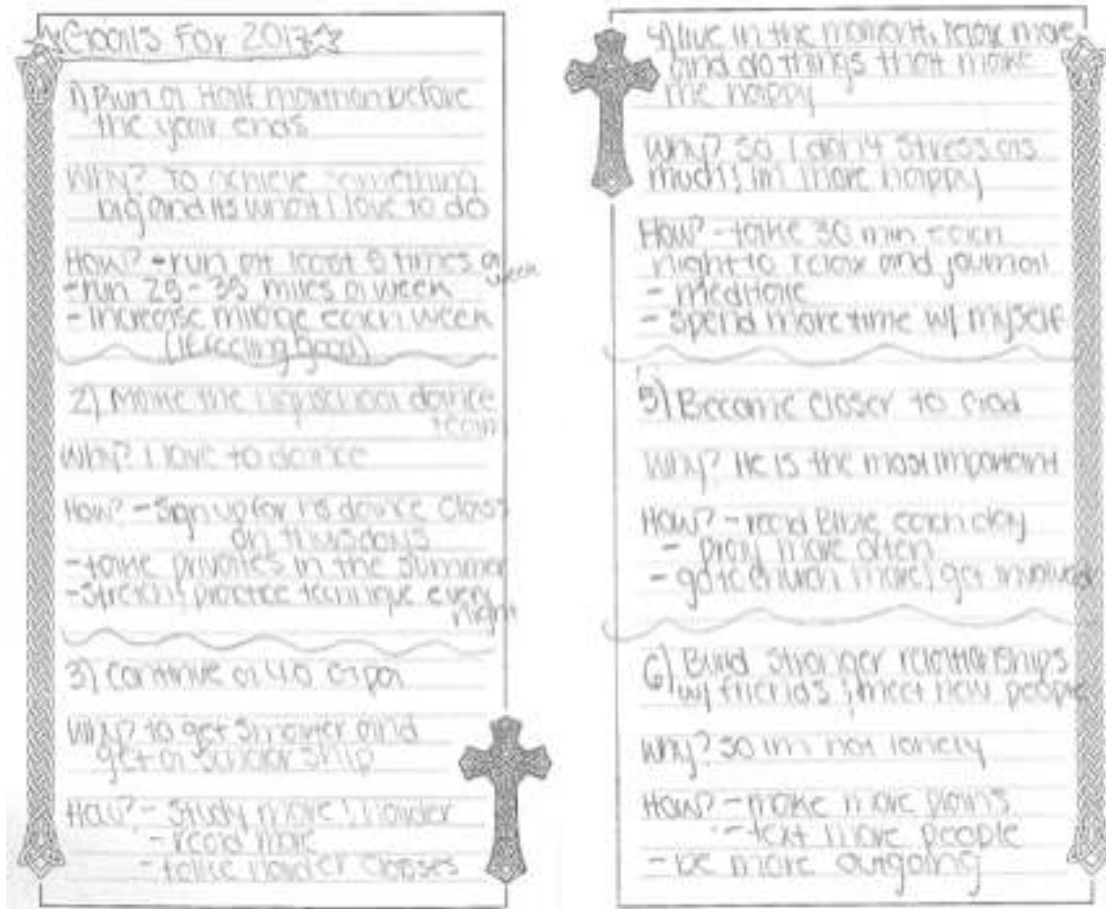 ☆Goals For 2017☆
1) Run a Half marathon before
the year ends
Why? To achieve something
big and its what I love to do
How? - run at least 5 times a
week
- run 25-35 miles a week
- Increase milage each week
(If feeling good)
2) Make the highschool dance
team
Why? I love to dance
How? - Sign up for hs dance class
on thursdays
- take privates in the summer
- Stretch & practice technique every
night
3) Continue a 4.0 Gpa
Why? to get smarter and
get a scholarship
How? - Study more & harder
- read more
- take harder classes
4) live in the moment, relax more
and do things that make
me happy
Why? So I don't stress as
much & im more happy
How? - take 30 min each
night to relax and journal
- meditate
- Spend more time w/ myself
5) Become closer to God
Why? He is the most important
How? - read Bible each day
- pray more often
- go to church more & get involved
6) Build stronger relationships
w/ friends & meet new people
Why? So im not lonely
How? - make more plans
- text more people
- be more outgoing